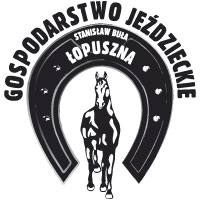 GOSPODARSTWO JEŹDZIECKIE
STANISŁAW BUŁA
ŁOPUSZNA